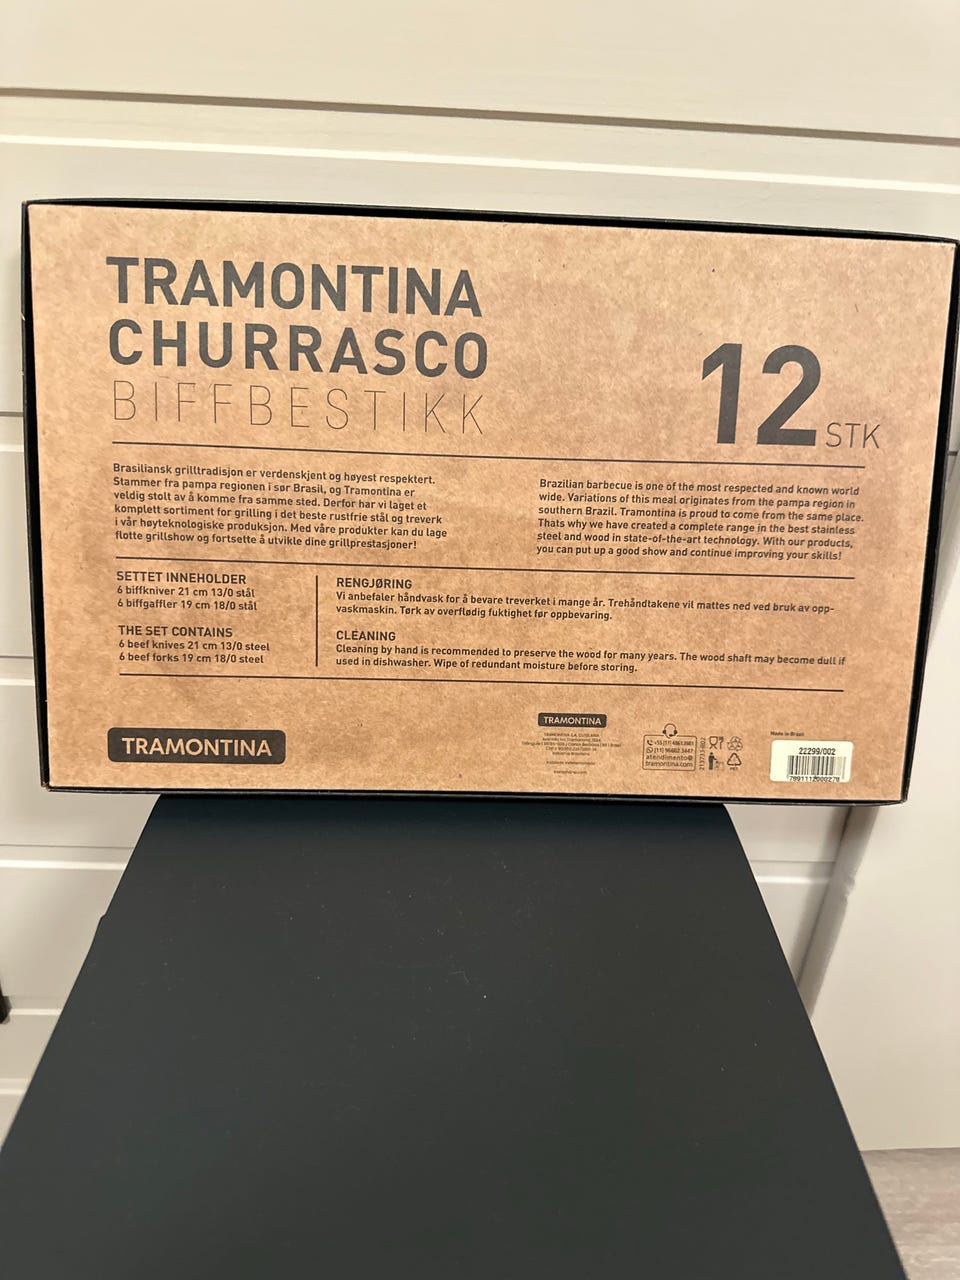 TRAMONTINA
CHURRASCO
BIFFBESTIKK
12 STK
Brasiliansk grilltradisjon er verdenskjent og høyest respektert.
Stammer fra pampa regionen i sør Brasil, og Tramontina er
veldig stolt av å komme fra samme sted. Derfor har vi laget et
komplett sortiment for grilling i det beste rustfrie stål og treverk
i vår høyteknologiske produksjon. Med våre produkter kan du lage
flotte grillshow og fortsette å utvikle dine grillprestasjoner!
Brazilian barbecue is one of the most respected and known world
wide. Variations of this meal originates from the pampa region in
southern Brazil. Tramontina is proud to come from the same place.
Thats why we have created a complete range in the best stainless
steel and wood in state-of-the-art technology. With our products,
you can put up a good show and continue improving your skills!
SETTET INNEHOLDER
6 biffkniver 21 cm 13/0 stål
6 biffgaffler 19 cm 18/0 stål
THE SET CONTAINS
6 beef knives 21 cm 13/0 steel
6 beef forks 19 cm 18/0 steel
RENGJØRING
Vi anbefaler håndvask for å bevare treverket i mange år. Trehåndtakene vil mattes ned ved bruk av opp-
vaskmaskin. Tørk av overflødig fuktighet før oppbevaring.
CLEANING
Cleaning by hand is recommended to preserve the wood for many years. The wood shaft may become dull if
used in dishwasher. Wipe of redundant moisture before storing.
TRAMONTINA
TRAMONTINA
atendimento@
tramontina.com
Made in Brazil
22299/002
7891112000278